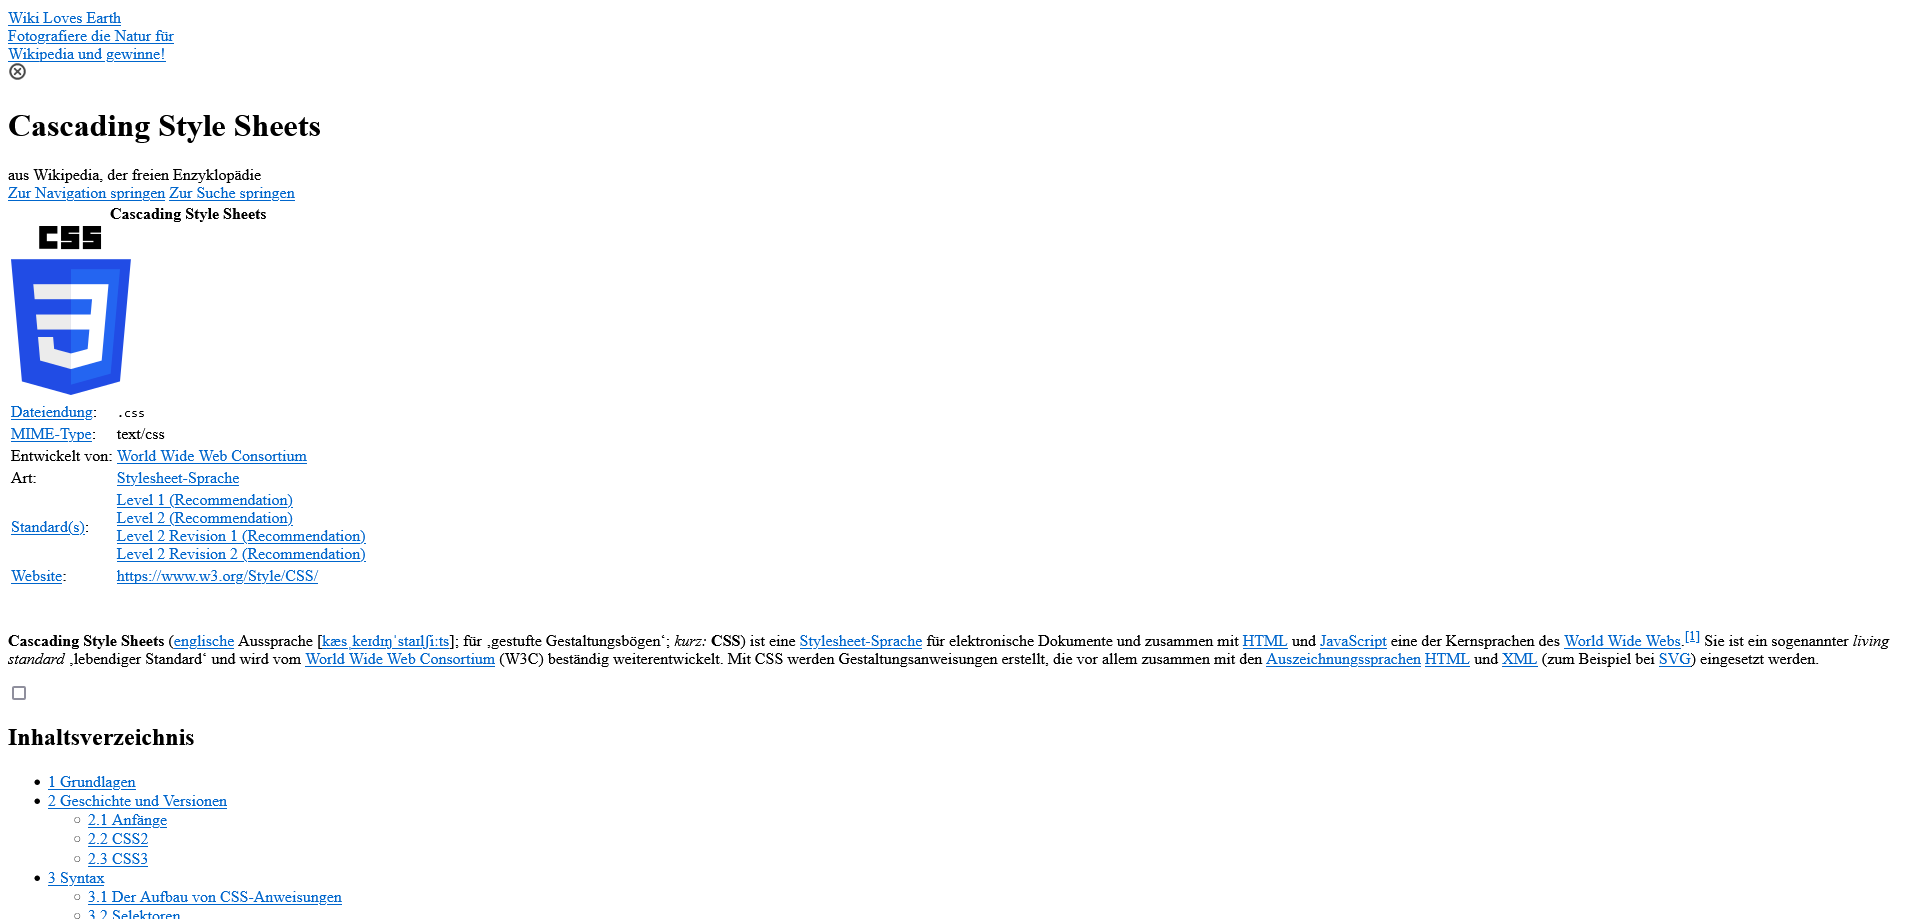 Wiki Loves Earth
Fotografiere die Natur für
Wikipedia und gewinne!
Cascading Style Sheets
aus Wikipedia, der freien Enzyklopädie
Zur Navigation springen Zur Suche springen
Cascading Style Sheets
CSS
Dateiendung: .css
MIME-Type: text/css
Entwickelt von: World Wide Web Consortium
Art: Stylesheet-Sprache
Standard(s): Level 1 (Recommendation)
Level 2 (Recommendation)
Level 2 Revision 1 (Recommendation)
Level 2 Revision 2 (Recommendation)
Website: https://www.w3.org/Style/CSS/
Cascading Style Sheets (englische Aussprache [kæsˌkeɪdɪŋˈstaɪlʃiːts]; für ‚gestufte Gestaltungsbögen‘; kurz: CSS) ist eine Stylesheet-Sprache für elektronische Dokumente und zusammen mit HTML und JavaScript eine der Kernsprachen des World Wide Webs.[1] Sie ist ein sogenannter living
standard ‚lebendiger Standard‘ und wird vom World Wide Web Consortium (W3C) beständig weiterentwickelt. Mit CSS werden Gestaltungsanweisungen erstellt, die vor allem zusammen mit den Auszeichnungssprachen HTML und XML (zum Beispiel bei SVG) eingesetzt werden.
Inhaltsverzeichnis
1 Grundlagen
2 Geschichte und Versionen
2.1 Anfänge
2.2 CSS2
2.3 CSS3
3 Syntax
3.1 Der Aufbau von CSS-Anweisungen
3.2 Selektoren